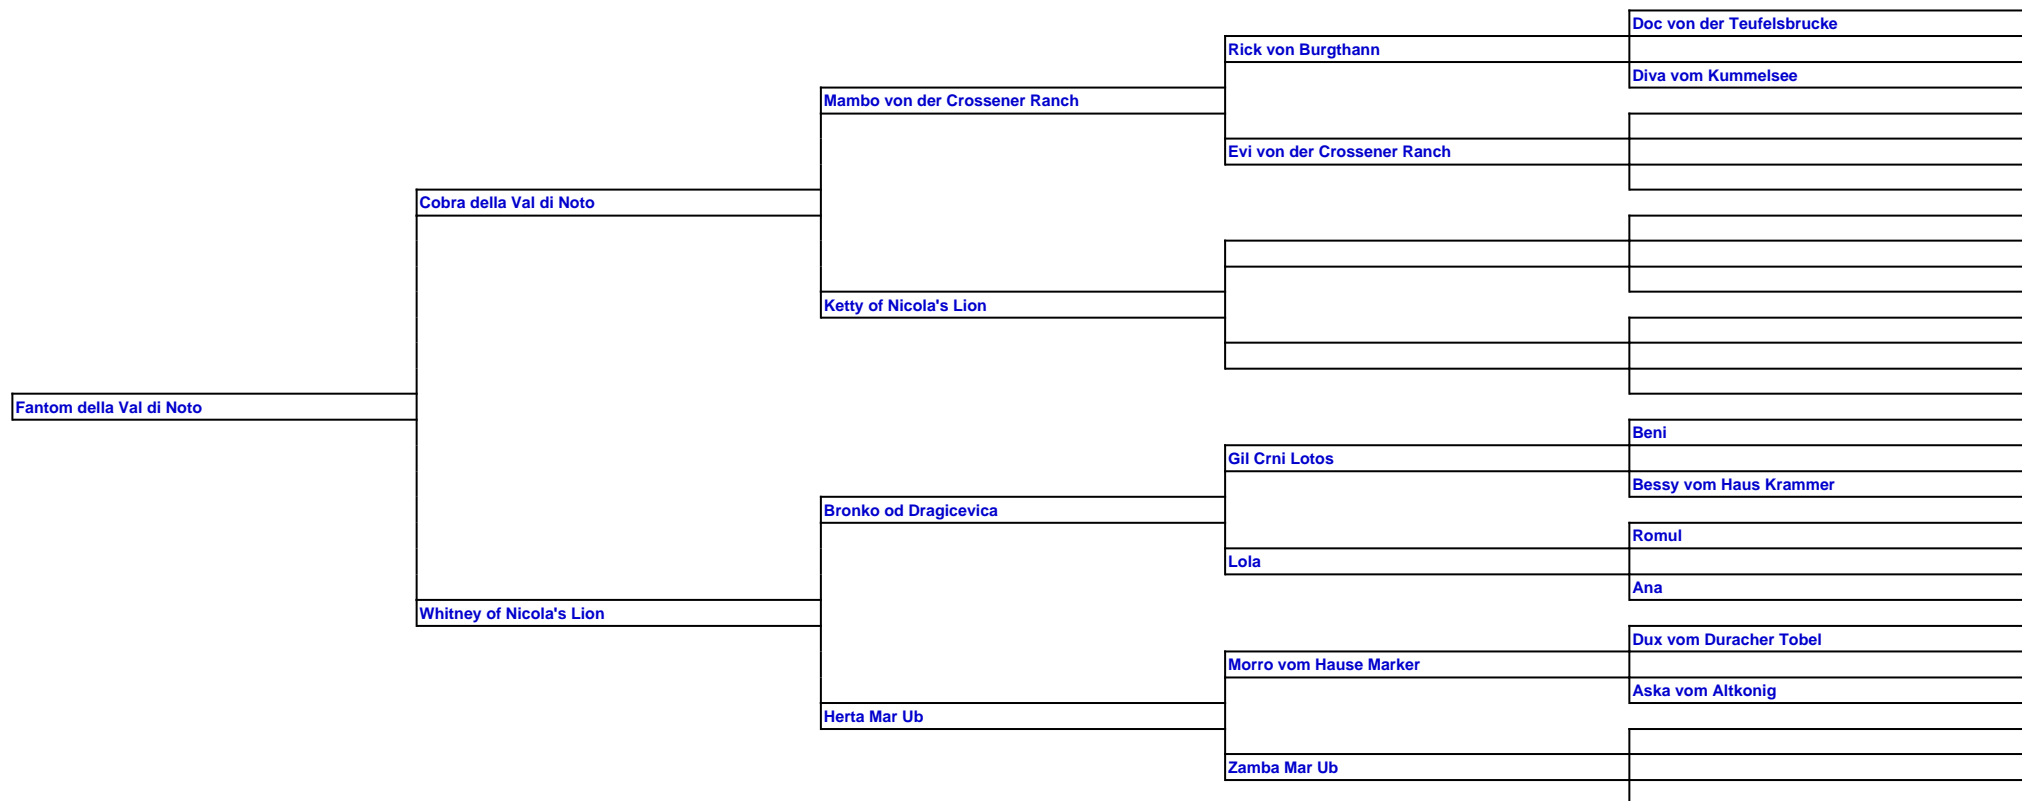 Doc von der Teufelsbrucke
Rick von Burgthann
Diva vom Kummelsee
Mambo von der Crossener Ranch
Evi von der Crossener Ranch
Cobra della Val di Noto
Ketty of Nicola's Lion
Fantom della Val di Noto
Beni
Gil Crni Lotos
Bessy vom Haus Krammer
Bronko od Dragicevica
Romul
Lola
Ana
Whitney of Nicola's Lion
Dux vom Duracher Tobel
Morro vom Hause Marker
Aska vom Altkonig
Herta Mar Ub
Zamba Mar Ub